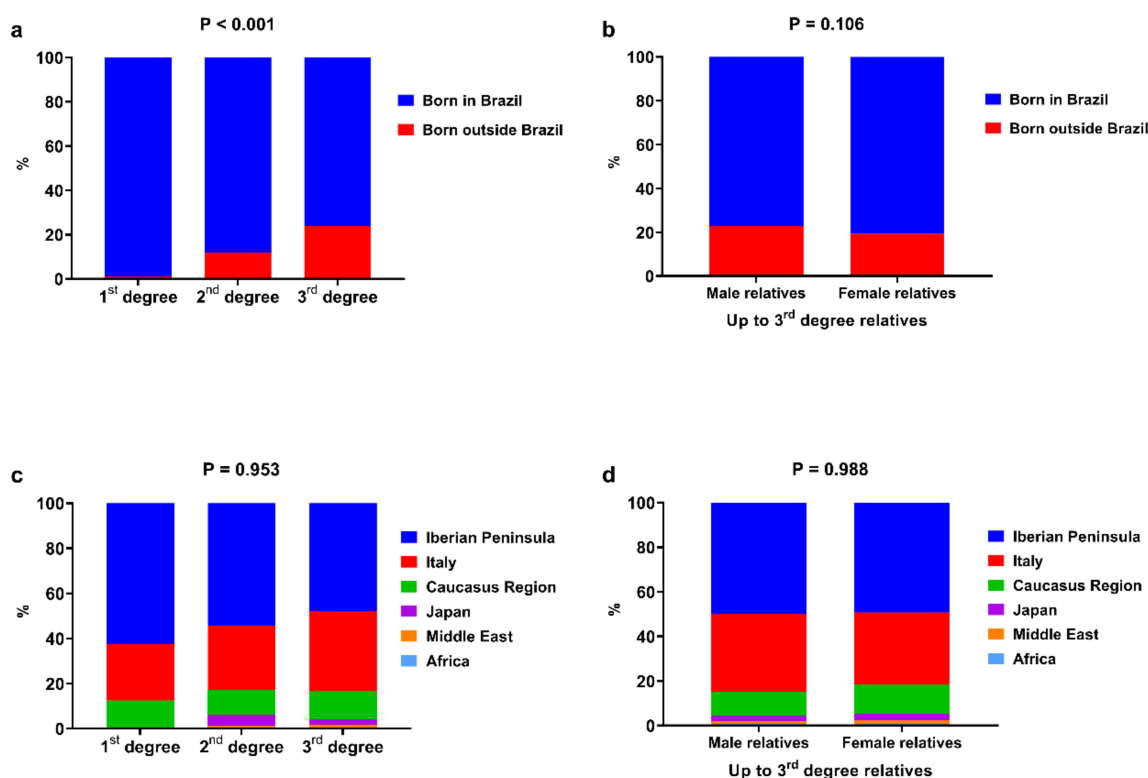 a
P < 0.001
100
80
60
40
20
0
%
1st degree
2nd degree
3rd degree
Born in Brazil
Born outside Brazil
b
P = 0.106
100
80
60
40
20
0
%
Male relatives
Female relatives
Up to 3rd degree relatives
Born in Brazil
Born outside Brazil
c
P = 0.953
100
80
60
40
20
0
%
1st degree
2nd degree
3rd degree
Iberian Peninsula
Italy
Caucasus Region
Japan
Middle East
Africa
d
P = 0.988
100
80
60
40
20
0
%
Male relatives
Female relatives
Up to 3rd degree relatives
Iberian Peninsula
Italy
Caucasus Region
Japan
Middle East
Africa